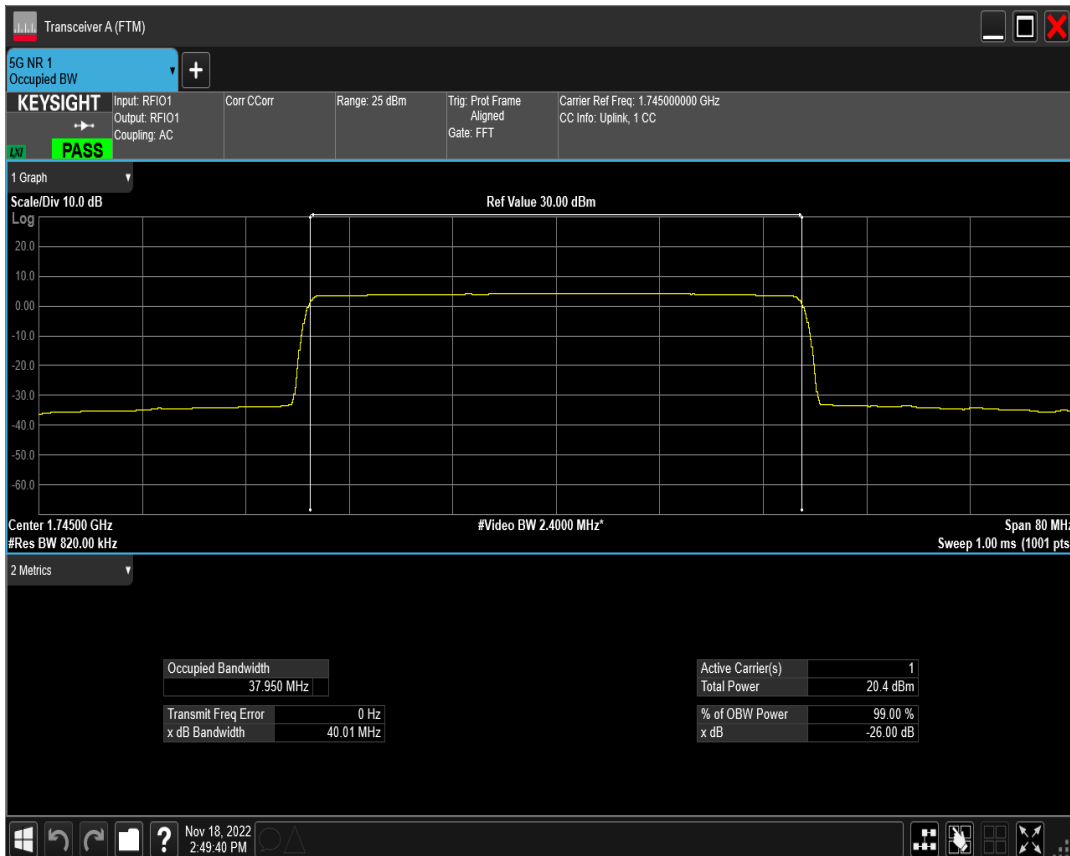 Transceiver A (FTM)
5G NR 1
Occupied BW
+
KEYSIGHT
LXI
PASS
Input: RFIO1
Output: RFIO1
Coupling: AC
Corr CCorr
Range: 25 dBm
Trig: Prot Frame
Aligned
Gate: FFT
Carrier Ref Freq: 1.745000000 GHz
CC Info: Uplink, 1 CC
1 Graph
Scale/Div 10.0 dB
Ref Value 30.00 dBm
Log
20.0
10.0
0.00
-10.0
-20.0
-30.0
-40.0
-50.0
-60.0
Center 1.74500 GHz
#Video BW 2.4000 MHz*
Span 80 MHz
#Res BW 820.00 kHz
Sweep 1.00 ms (1001 pts
2 Metrics
Occupied Bandwidth
37.950 MHz
Transmit Freq Error 0 Hz
x dB Bandwidth 40.01 MHz
Active Carrier(s) 1
Total Power 20.4 dBm
% of OBW Power 99.00 %
x dB -26.00 dB
?
Nov 18, 2022
2:49:40 PM